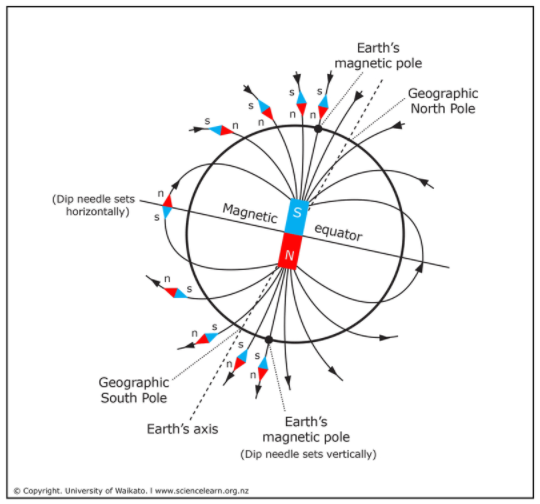 Earth's
magnetic pole
Geographic
North Pole
s
s
s
s
n
n
n
s
n
n
(Dip needle sets
horizontally)
s
Magnetic
equator
S
N
n
s
n
s
n
s
n
s
n
Geographic
South Pole
Earth's axis
Earth's
magnetic pole
(Dip needle sets vertically)
© Copyright. University of Waikato. | www.sciencelearn.org.nz